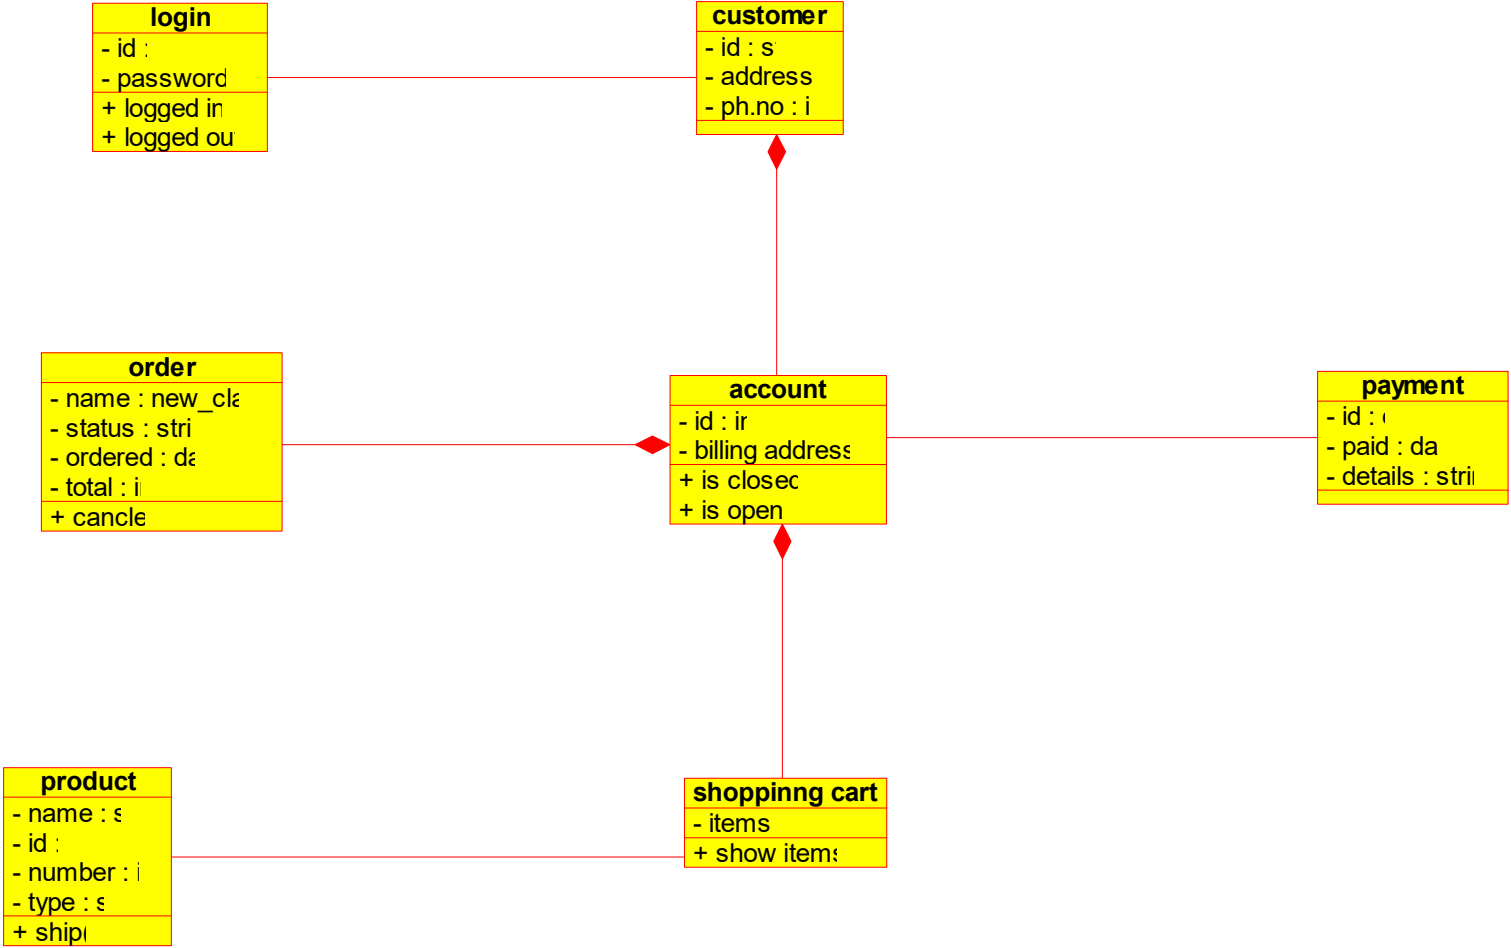 login
- id :
- password
+ logged in
+ logged ou
customer
- id : s
- address
- ph.no : i
order
- name : new_cla
- status : stri
- ordered : da
- total : i
+ cancle
account
- id : in
- billing address
+ is closed
+ is open
payment
- id :
- paid : da
- details : stri
product
- name : s
- id :
- number : i
- type : s
+ ship(
shoppinng cart
- items
+ show items